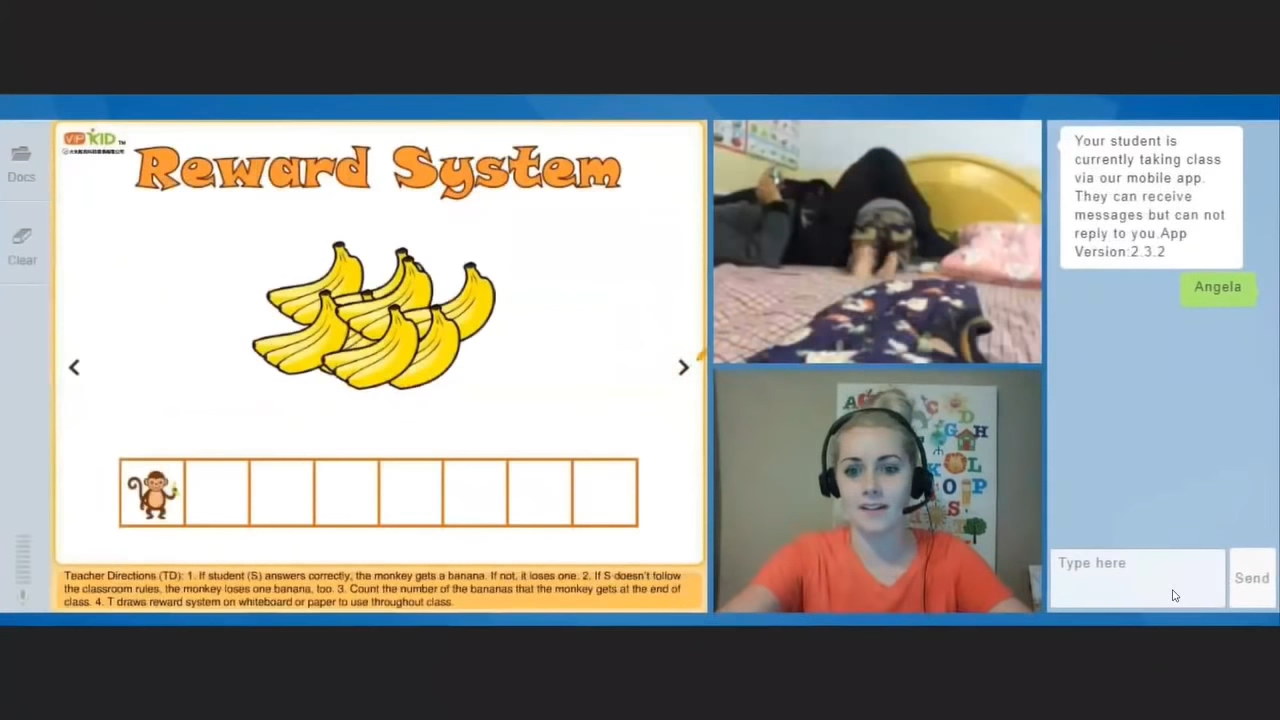 VIP KID TM
Reward System
Docs
Clear
Teacher Directions (TD): 1. If student (S) answers correctly, the monkey gets a banana. If not, it loses one. 2. If S doesn't follow
the classroom rules, the monkey loses one banana, too. 3. Count the number of the bananas that the monkey gets at the end of
class. 4. T draws reward system on whiteboard or paper to use throughout class.
A
C
D
G H
K
L
O
P
S
T
Your student is
currently taking class
via our mobile app.
They can receive
messages but can not
reply to you.App
Version:2.3.2
Angela
Type here
Send